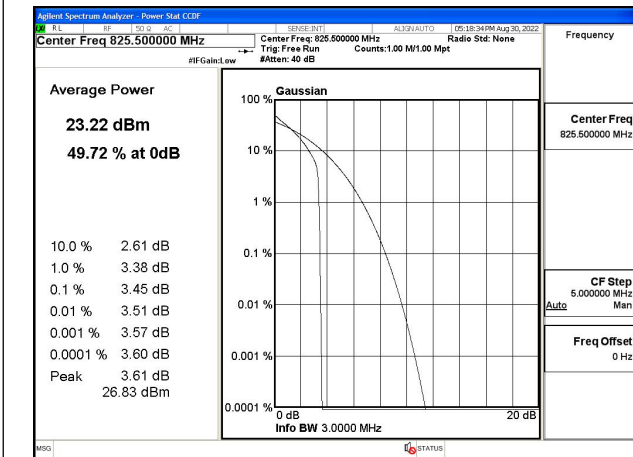 Agilent Spectrum Analyzer - Power Stat CCDF
RL RF 50 Ω AC SENSE:INT ALIGNAUTO 05:18:34 PM Aug 30, 2022
Center Freq 825.500000 MHz
Center Freq: 825.500000 MHz Radio Std: None
Trig: Free Run Counts:1.00 M/1.00 Mpt
#IFGain:Low #Atten: 40 dB
Frequency
Average Power
23.22 dBm
49.72 % at 0dB
10.0 % 2.61 dB
1.0 % 3.38 dB
0.1 % 3.45 dB
0.01 % 3.51 dB
0.001 % 3.57 dB
0.0001 % 3.60 dB
Peak 3.61 dB
26.83 dBm
Gaussian
100 %
10 %
1 %
0.1 %
0.01 %
0.001 %
0.0001 %
0 dB 20 dB
Info BW 3.0000 MHz
Center Freq
825.500000 MHz
CF Step
5.000000 MHz
Auto Man
Freq Offset
0 Hz
MSG STATUS